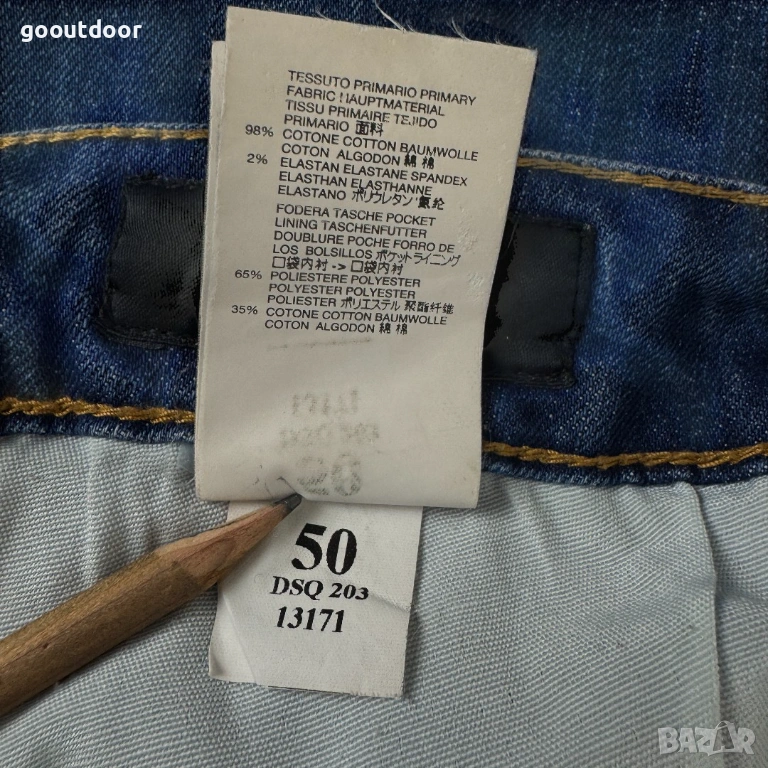 gooutdoor
TESSUTO PRIMARIO PRIMARY
FABRIC HAUPTMATERIAL
TISSU PRIMAIRE TEJIDO
PRIMARIO 面料
98% COTONE COTTON BAUMWOLLE
COTON ALGODON 綿 棉
2% ELASTAN ELASTANE SPANDEX
ELASTHAN ELASTHANNE
ELASTANO ポリウレタン 氨纶
FODERA TASCHE POCKET
LINING TASCHENFUTTER
DOUBLURE POCHE FORRO DE
LOS BOLSILLOS ポケットライニング
口袋内衬 -> 口袋内衬
65% POLIESTERE POLYESTER
POLYESTER POLYESTER
POLIESTER ポリエステル 聚酯纤维
35% COTONE COTTON BAUMWOLLE
COTON ALGODON 綿 棉
50
DSQ 203
13171
BAZAR